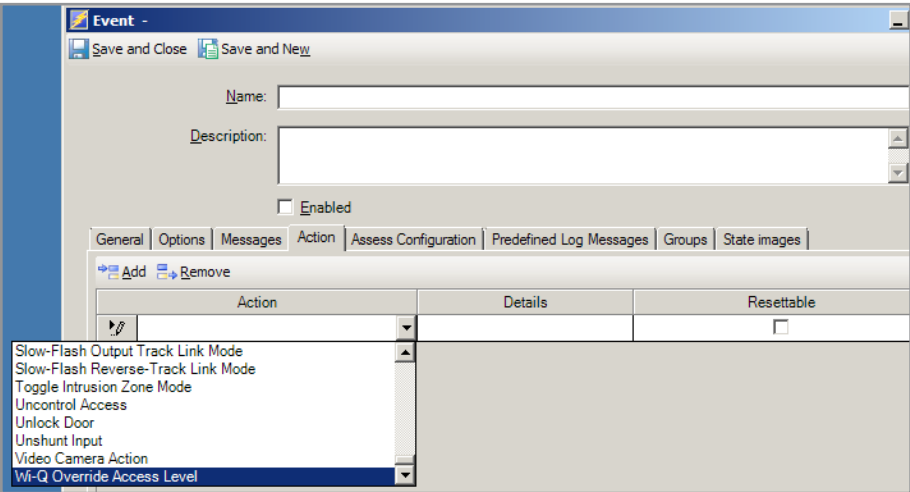 Event -
Save and Close Save and New
Name:
Description:
Enabled
General Options Messages Action Assess Configuration Predefined Log Messages Groups State images
Add Remove
Action Details Resettable
Slow-Flash Output Track Link Mode
Slow-Flash Reverse-Track Link Mode
Toggle Intrusion Zone Mode
Uncontrol Access
Unlock Door
Unshunt Input
Video Camera Action
Wi-Q Override Access Level